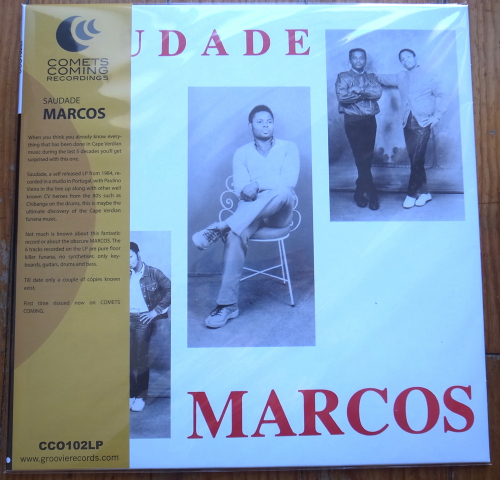 UDADE
COMETS
COMING
RECORDINGS
SAUDADE
MARCOS
When you think you already know every-
thing that has been done in Cape Verdian
music during the last 5 decades you'll get
surprised with this one.
Saudade, a self released LP from 1984, re-
corded in a studio in Portugal, with Paulino
Vieira in the line up along with other well
known CV heroes from the 80's such as
Chibanga on the drums, this is maybe the
ultimate discovery of the Cape Verdian
funana music.
Not much is known about this fantastic
record or about the obscure MARCOS. The
6 tracks recorded on the LP are pure floor
killer funana, no synthetiser, only key-
boards, guitars, drums and bass.
Till date only a couple of copies known
exist.
First time reissued now on COMETS
COMING.
MARCOS
CCO102LP
www.groovierecords.com